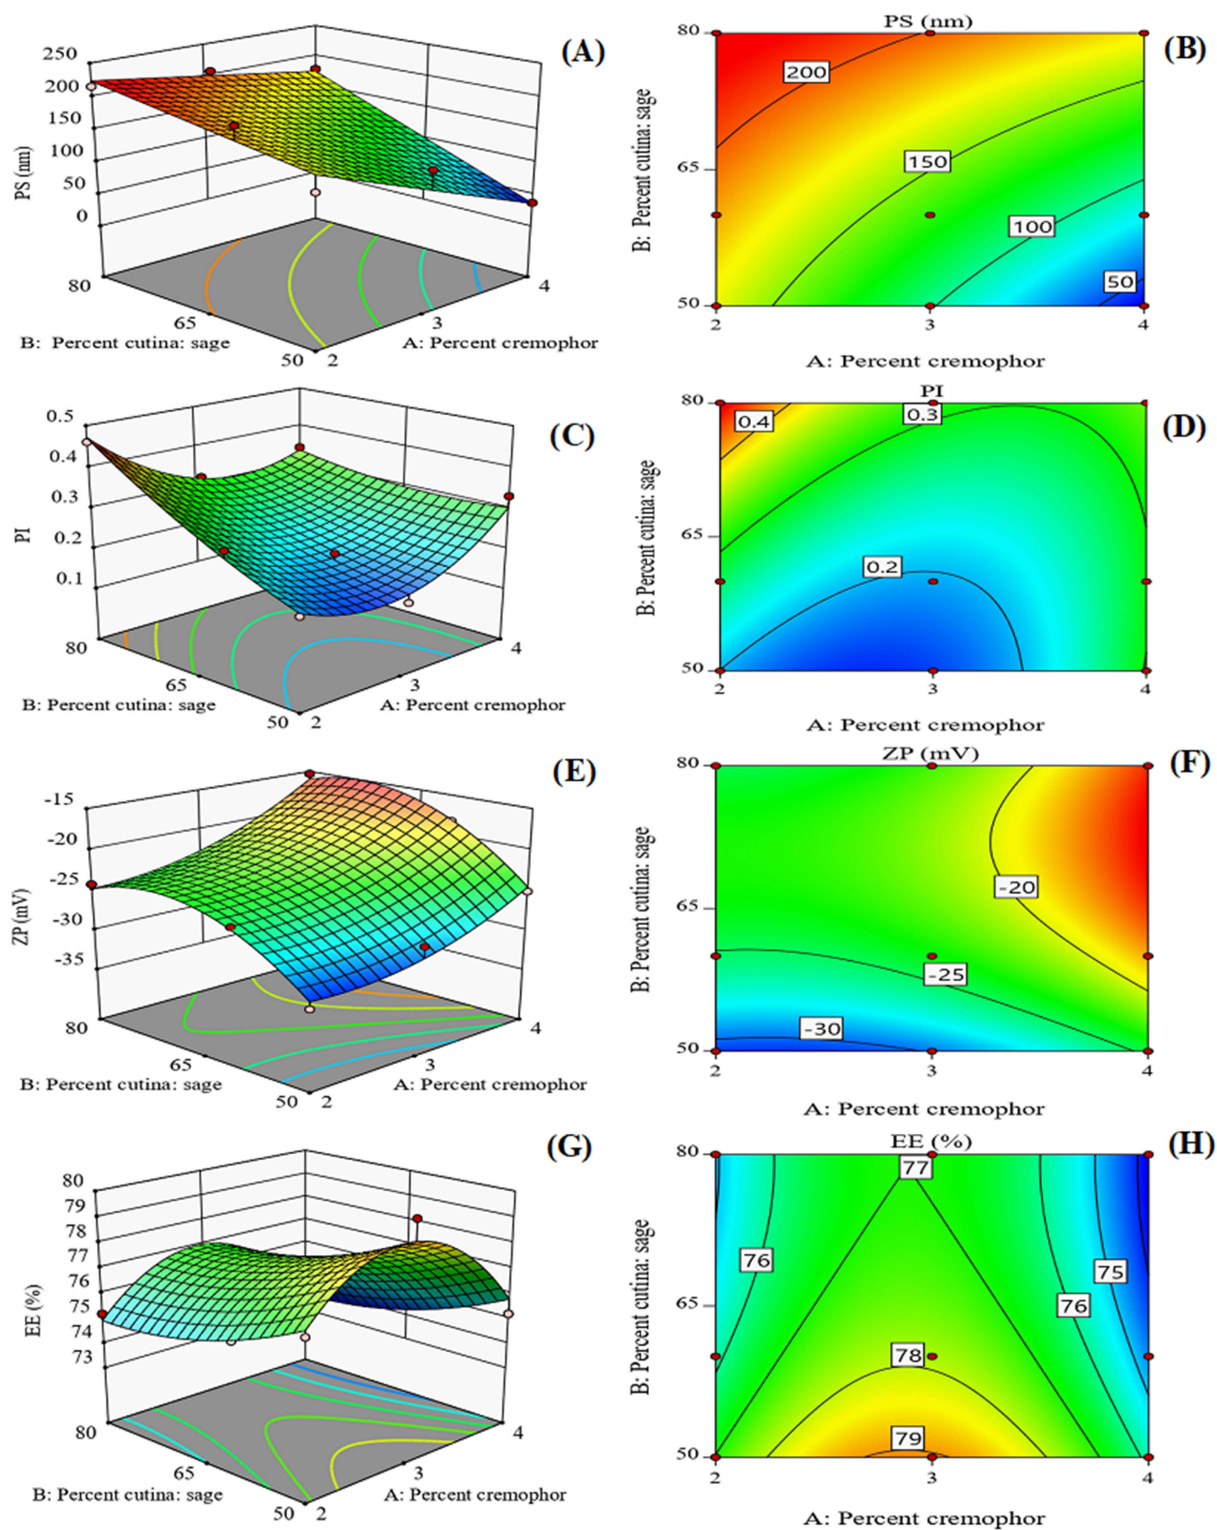 (A)
250
200
150
100
50
0
PS (nm)
80
65
50
2
3
4
B: Percent cutina: sage
A: Percent cremophor
PS (nm)
(B)
80
65
50
B: Percent cutina: sage
200
150
100
50
2
3
4
A: Percent cremophor
(C)
0.5
0.4
0.3
0.2
0.1
PI
80
65
50
2
3
4
B: Percent cutina: sage
A: Percent cremophor
PI
(D)
80
65
50
B: Percent cutina: sage
0.4
0.3
0.2
2
3
4
A: Percent cremophor
(E)
-15
-20
-25
-30
-35
ZP (mV)
80
65
50
2
3
4
B: Percent cutina: sage
A: Percent cremophor
ZP (mV)
(F)
80
65
50
B: Percent cutina: sage
-20
-25
-30
2
3
4
A: Percent cremophor
(G)
80
79
78
77
76
75
74
73
EE (%)
80
65
50
2
3
4
B: Percent cutina: sage
A: Percent cremophor
EE (%)
(H)
80
65
50
B: Percent cutina: sage
77
76
75
76
78
79
2
3
4
A: Percent cremophor